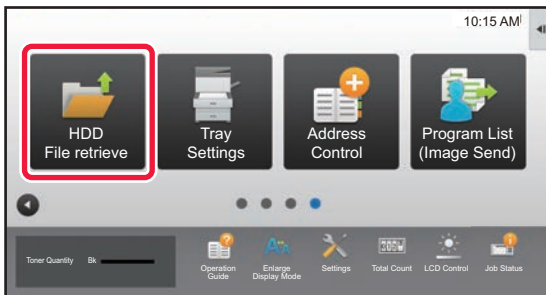 10:15 AM
HDD
File retrieve
Tray
Settings
Address
Control
Program List
(Image Send)
Toner Quantity Bk
Operation
Guide
Enlarge
Display Mode
Settings
Total Count
LCD Control
Job Status